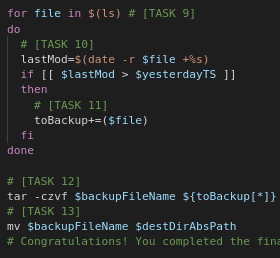 for file in $(ls) # [TASK 9]
do
  # [TASK 10]
  lastMod=$(date -r $file +%s)
  if [[ $lastMod > $yesterdayTS ]]
  then
    # [TASK 11]
    toBackup+=($file)
  fi
done

# [TASK 12]
tar -czvf $backupFileName ${toBackup[*]}
# [TASK 13]
mv $backupFileName $destDirAbsPath
# Congratulations! You completed the fina